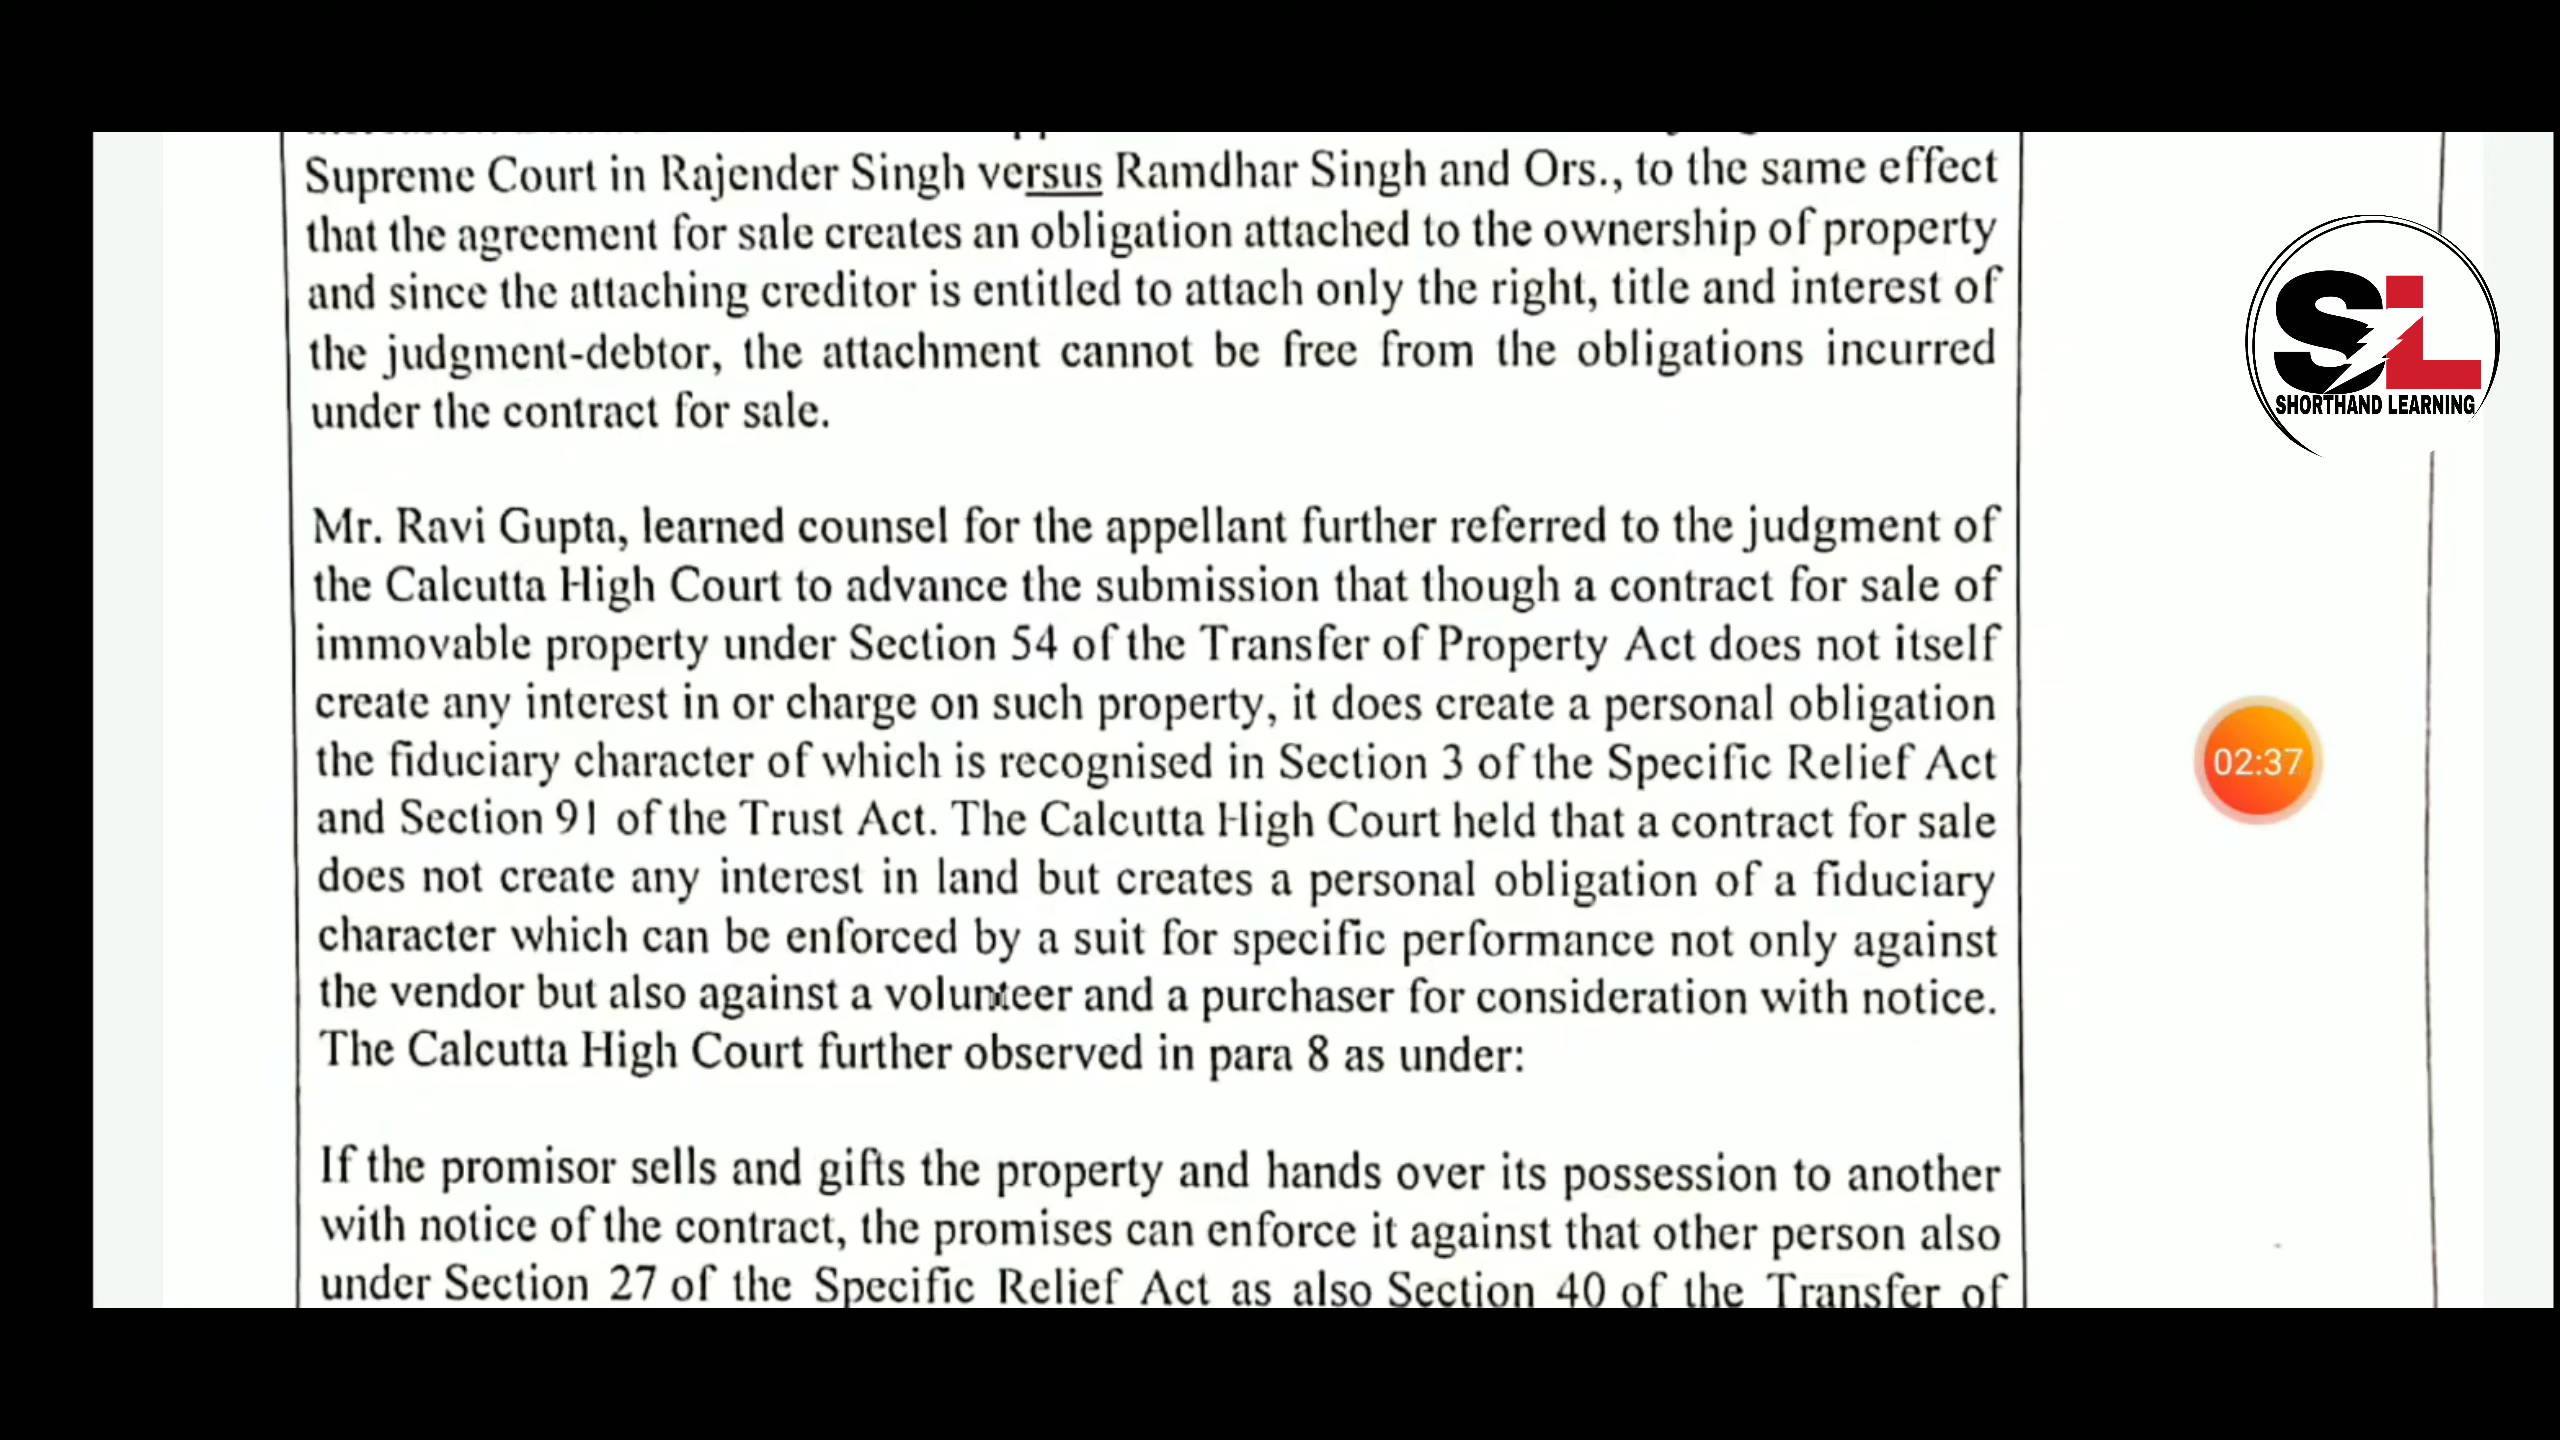 Supreme Court in Rajender Singh versus Ramdhar Singh and Ors., to the same effect
that the agreement for sale creates an obligation attached to the ownership of property
and since the attaching creditor is entitled to attach only the right, title and interest of
the judgment-debtor, the attachment cannot be free from the obligations incurred
under the contract for sale.
Mr. Ravi Gupta, learned counsel for the appellant further referred to the judgment of
the Calcutta High Court to advance the submission that though a contract for sale of
immovable property under Section 54 of the Transfer of Property Act does not itself
create any interest in or charge on such property, it does create a personal obligation
the fiduciary character of which is recognised in Section 3 of the Specific Relief Act
and Section 91 of the Trust Act. The Calcutta High Court held that a contract for sale
does not create any interest in land but creates a personal obligation of a fiduciary
character which can be enforced by a suit for specific performance not only against
the vendor but also against a volunteer and a purchaser for consideration with notice.
The Calcutta High Court further observed in para 8 as under:
If the promisor sells and gifts the property and hands over its possession to another
with notice of the contract, the promises can enforce it against that other person also
under Section 27 of the Specific Relief Act as also Section 40 of the Transfer of
SL
SHORTHAND LEARNING
02:37